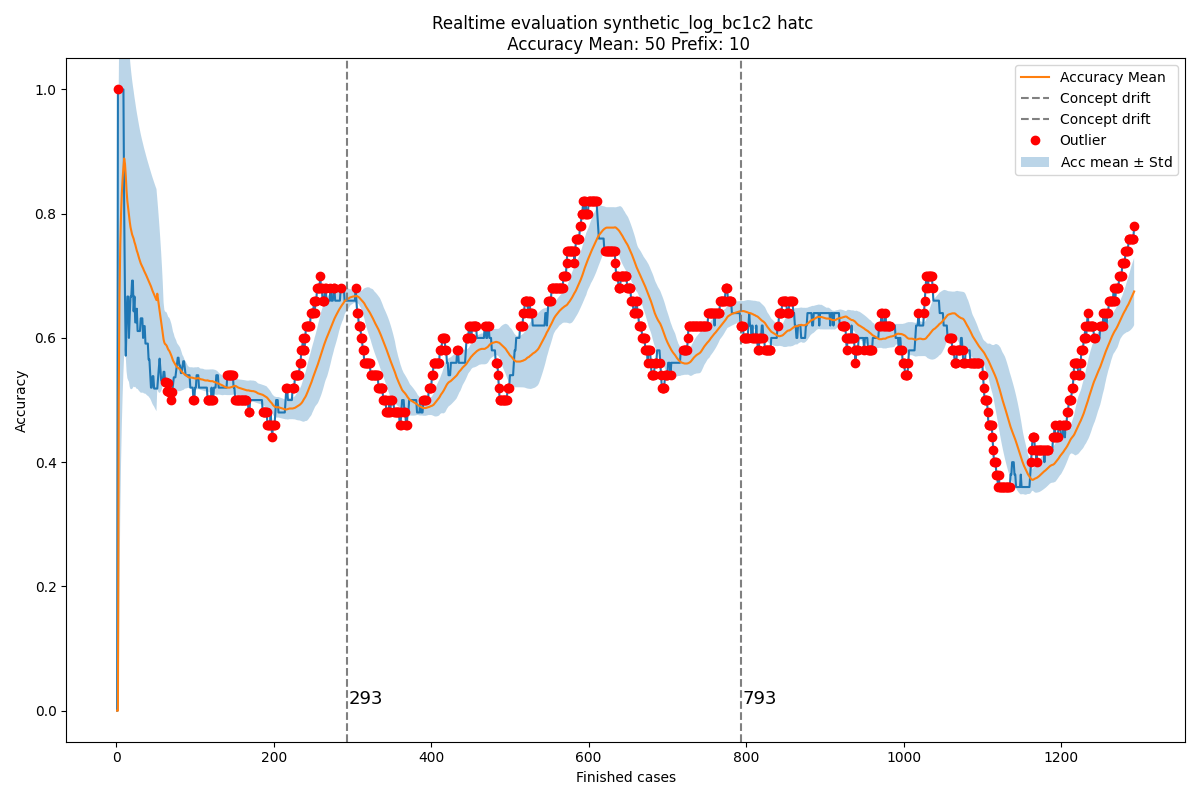 Realtime evaluation synthetic_log_bc1c2 hatc
Accuracy Mean: 50 Prefix: 10
Accuracy Mean
Concept drift
Concept drift
Outlier
Acc mean ± Std
Accuracy
1.0
0.8
0.6
0.4
0.2
0.0
293
793
0
200
400
600
800
1000
1200
Finished cases